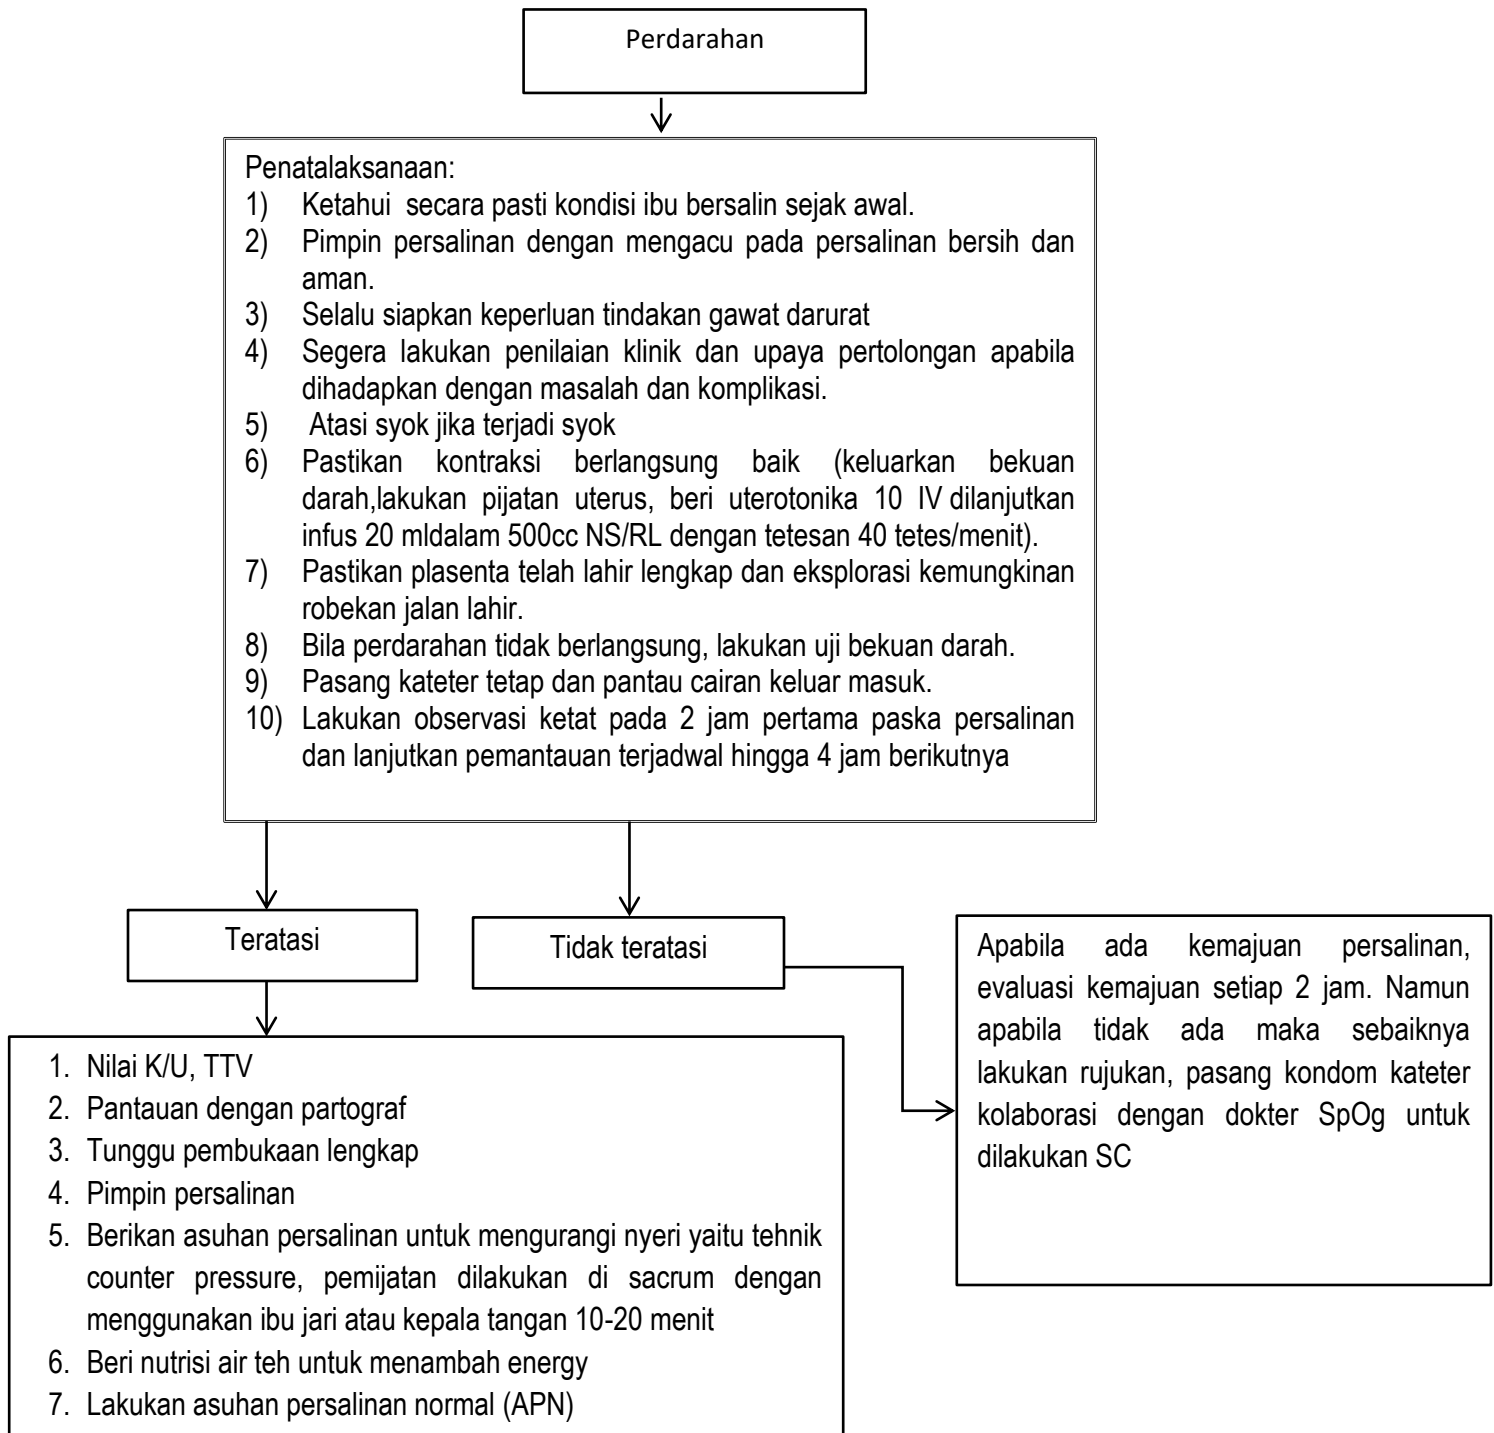 Perdarahan
Penatalaksanaan:
1) Ketahui secara pasti kondisi ibu bersalin sejak awal.
2) Pimpin persalinan dengan mengacu pada persalinan bersih dan
aman.
3) Selalu siapkan keperluan tindakan gawat darurat
4) Segera lakukan penilaian klinik dan upaya pertolongan apabila
dihadapkan dengan masalah dan komplikasi.
5) Atasi syok jika terjadi syok
6) Pastikan kontraksi berlangsung baik (keluarkan bekuan
darah,lakukan pijatan uterus, beri uterotonika 10 IV dilanjutkan
infus 20 mldalam 500cc NS/RL dengan tetesan 40 tetes/menit).
7) Pastikan plasenta telah lahir lengkap dan eksplorasi kemungkinan
robekan jalan lahir.
8) Bila perdarahan tidak berlangsung, lakukan uji bekuan darah.
9) Pasang kateter tetap dan pantau cairan keluar masuk.
10) Lakukan observasi ketat pada 2 jam pertama paska persalinan
dan lanjutkan pemantauan terjadwal hingga 4 jam berikutnya
Teratasi
Tidak teratasi
Apabila ada kemajuan persalinan,
evaluasi kemajuan setiap 2 jam. Namun
apabila tidak ada maka sebaiknya
lakukan rujukan, pasang kondom kateter
kolaborasi dengan dokter SpOg untuk
dilakukan SC
1. Nilai K/U, TTV
2. Pantauan dengan partograf
3. Tunggu pembukaan lengkap
4. Pimpin persalinan
5. Berikan asuhan persalinan untuk mengurangi nyeri yaitu tehnik
counter pressure, pemijatan dilakukan di sacrum dengan
menggunakan ibu jari atau kepala tangan 10-20 menit
6. Beri nutrisi air teh untuk menambah energy
7. Lakukan asuhan persalinan normal (APN)